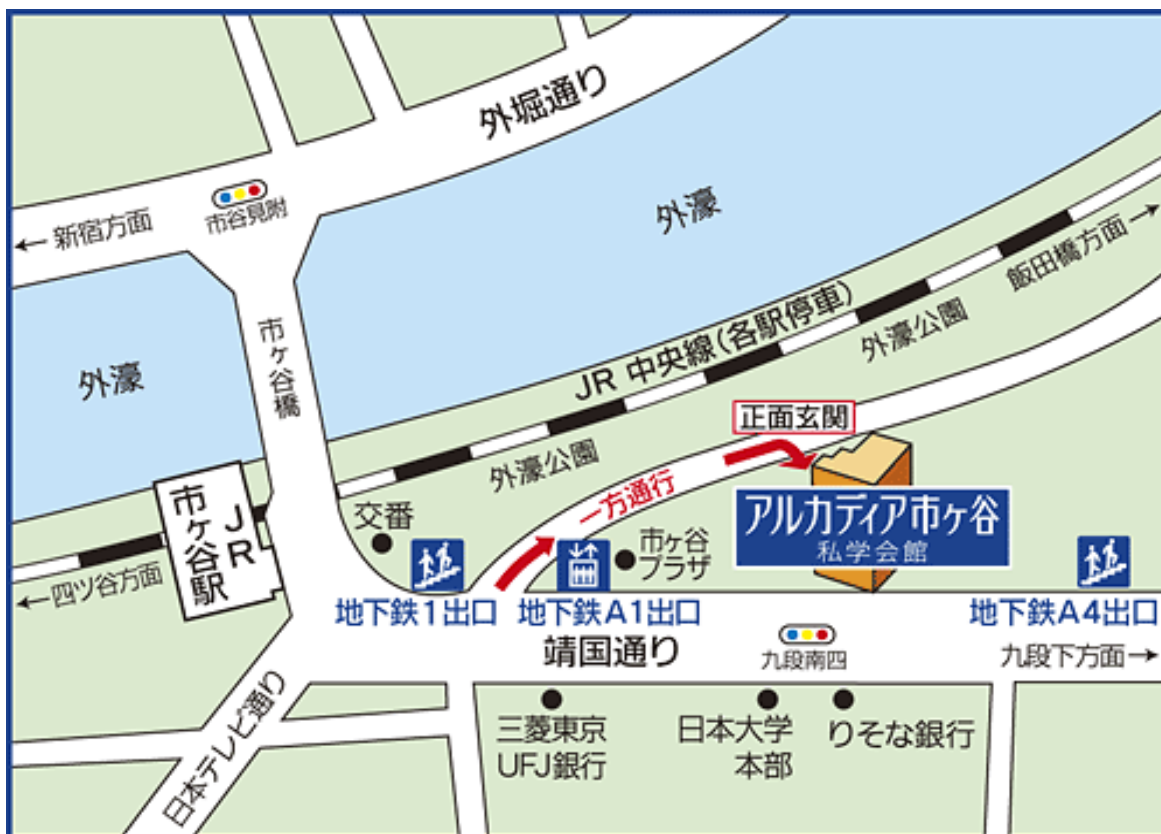 外堀通り
市谷見附
← 新宿方面
外濠
飯田橋方面 →
市ヶ谷橋
外濠
JR 中央線(各駅停車)
外濠公園
正面玄関
外濠公園
一方通行
JR
市ヶ谷駅
交番
アルカディア市ヶ谷
私学会館
市ヶ谷
プラザ
←四ツ谷方面
地下鉄1出口
地下鉄A1出口
地下鉄A4出口
靖国通り
九段南四
九段下方面→
日本テレビ通り
三菱東京
UFJ銀行
日本大学
本部
りそな銀行